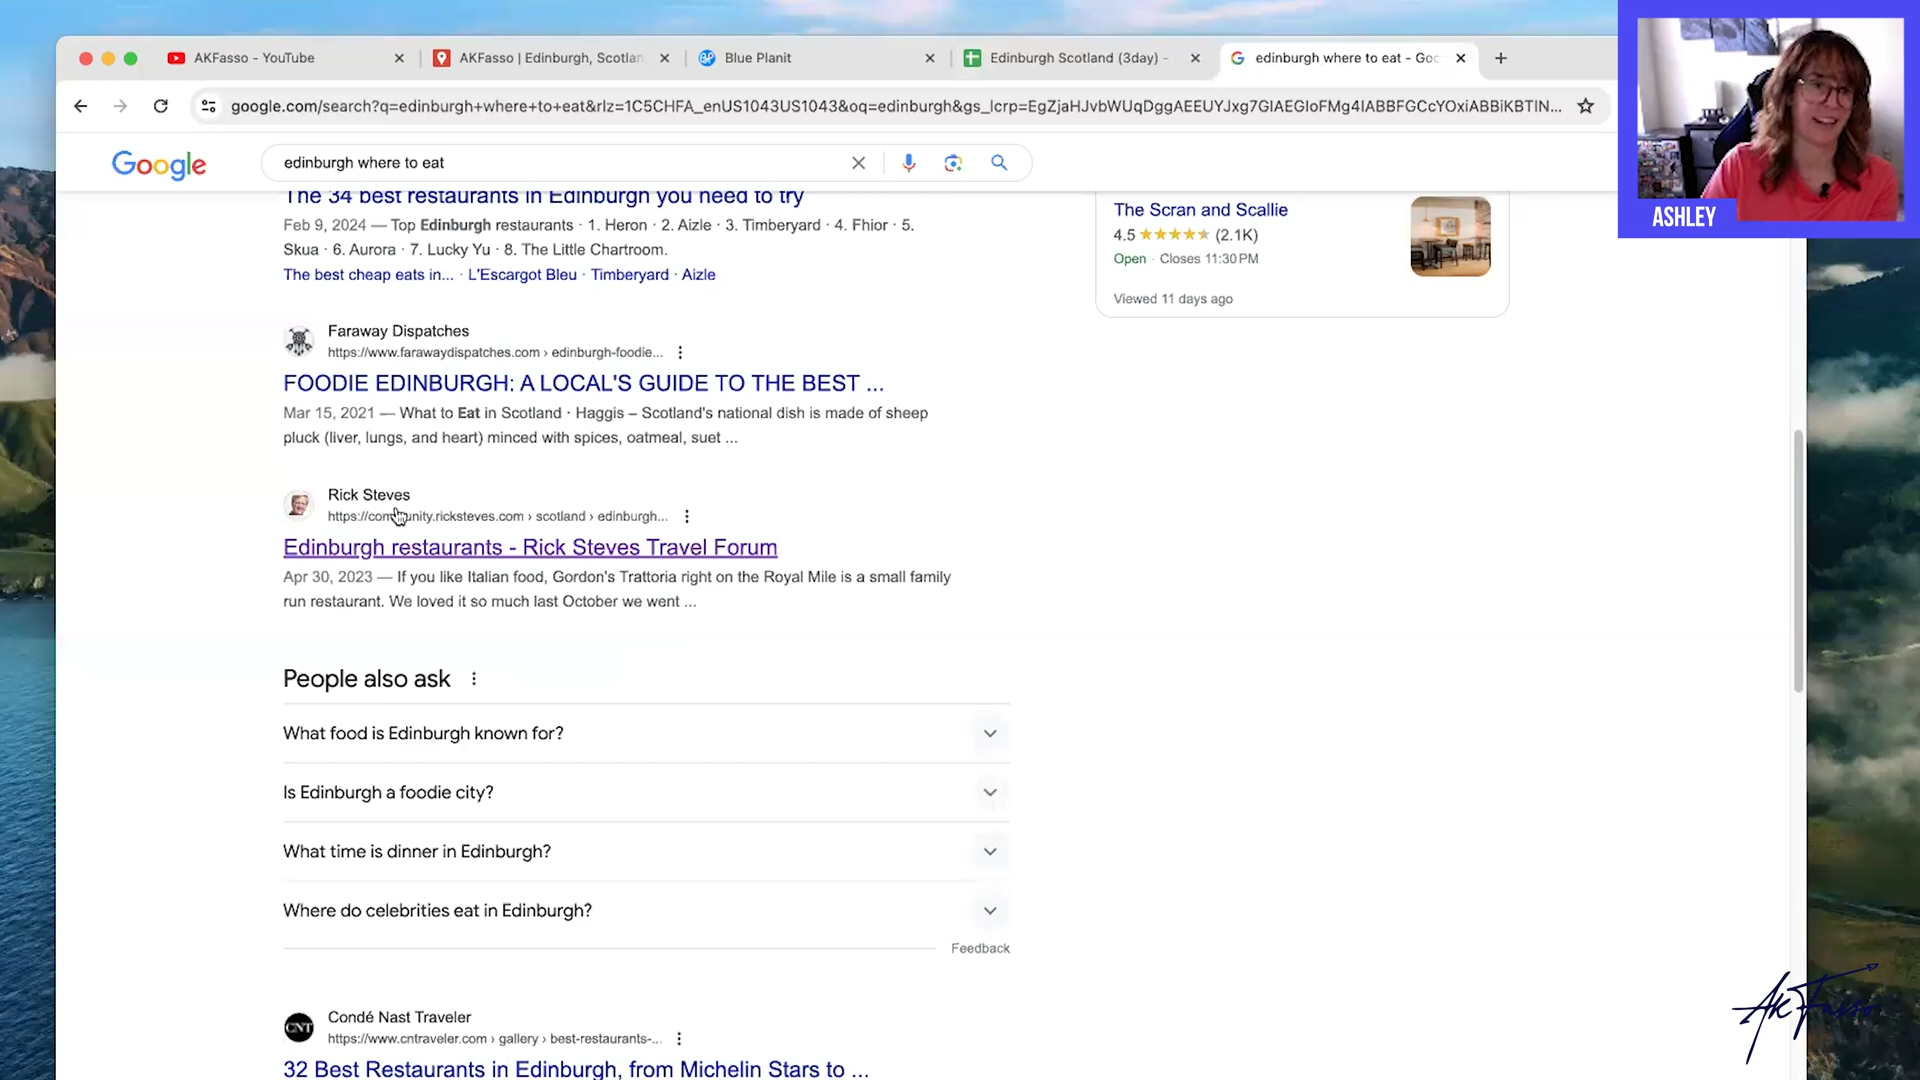 AKFasso - YouTube
AKFasso | Edinburgh, Scotlan
Blue Planit
Edinburgh Scotland (3day) -
edinburgh where to eat - Goo
google.com/search?q=edinburgh+where+to+eat&rlz=1C5CHFA_enUS1043US1043&oq=edinburgh&gs_lcrp=EgZjaHJvbWUqDggAEEUYJxg7GIAEGIoFMg4IABBFGCcYOxiABBiKBTIN...
ASHLEY
Google
edinburgh where to eat
The 34 best restaurants in Edinburgh you need to try
Feb 9, 2024 — Top Edinburgh restaurants · 1. Heron · 2. Aizle · 3. Timberyard · 4. Fhior · 5.
Skua · 6. Aurora · 7. Lucky Yu · 8. The Little Chartroom.
The best cheap eats in... · L'Escargot Bleu · Timberyard · Aizle
The Scran and Scallie
4.5 ★★★★★ (2.1K)
Open · Closes 11:30 PM
Viewed 11 days ago
Faraway Dispatches
https://www.farawaydispatches.com › edinburgh-foodie...
FOODIE EDINBURGH: A LOCAL'S GUIDE TO THE BEST ...
Mar 15, 2021 — What to Eat in Scotland · Haggis – Scotland's national dish is made of sheep
pluck (liver, lungs, and heart) minced with spices, oatmeal, suet ...
Rick Steves
https://community.ricksteves.com › scotland › edinburgh...
Edinburgh restaurants - Rick Steves Travel Forum
Apr 30, 2023 — If you like Italian food, Gordon's Trattoria right on the Royal Mile is a small family
run restaurant. We loved it so much last October we went ...
People also ask
What food is Edinburgh known for?
Is Edinburgh a foodie city?
What time is dinner in Edinburgh?
Where do celebrities eat in Edinburgh?
Feedback
CNT
Condé Nast Traveler
https://www.cntraveler.com › gallery › best-restaurants-...
32 Best Restaurants in Edinburgh, from Michelin Stars to ...
AkFasso